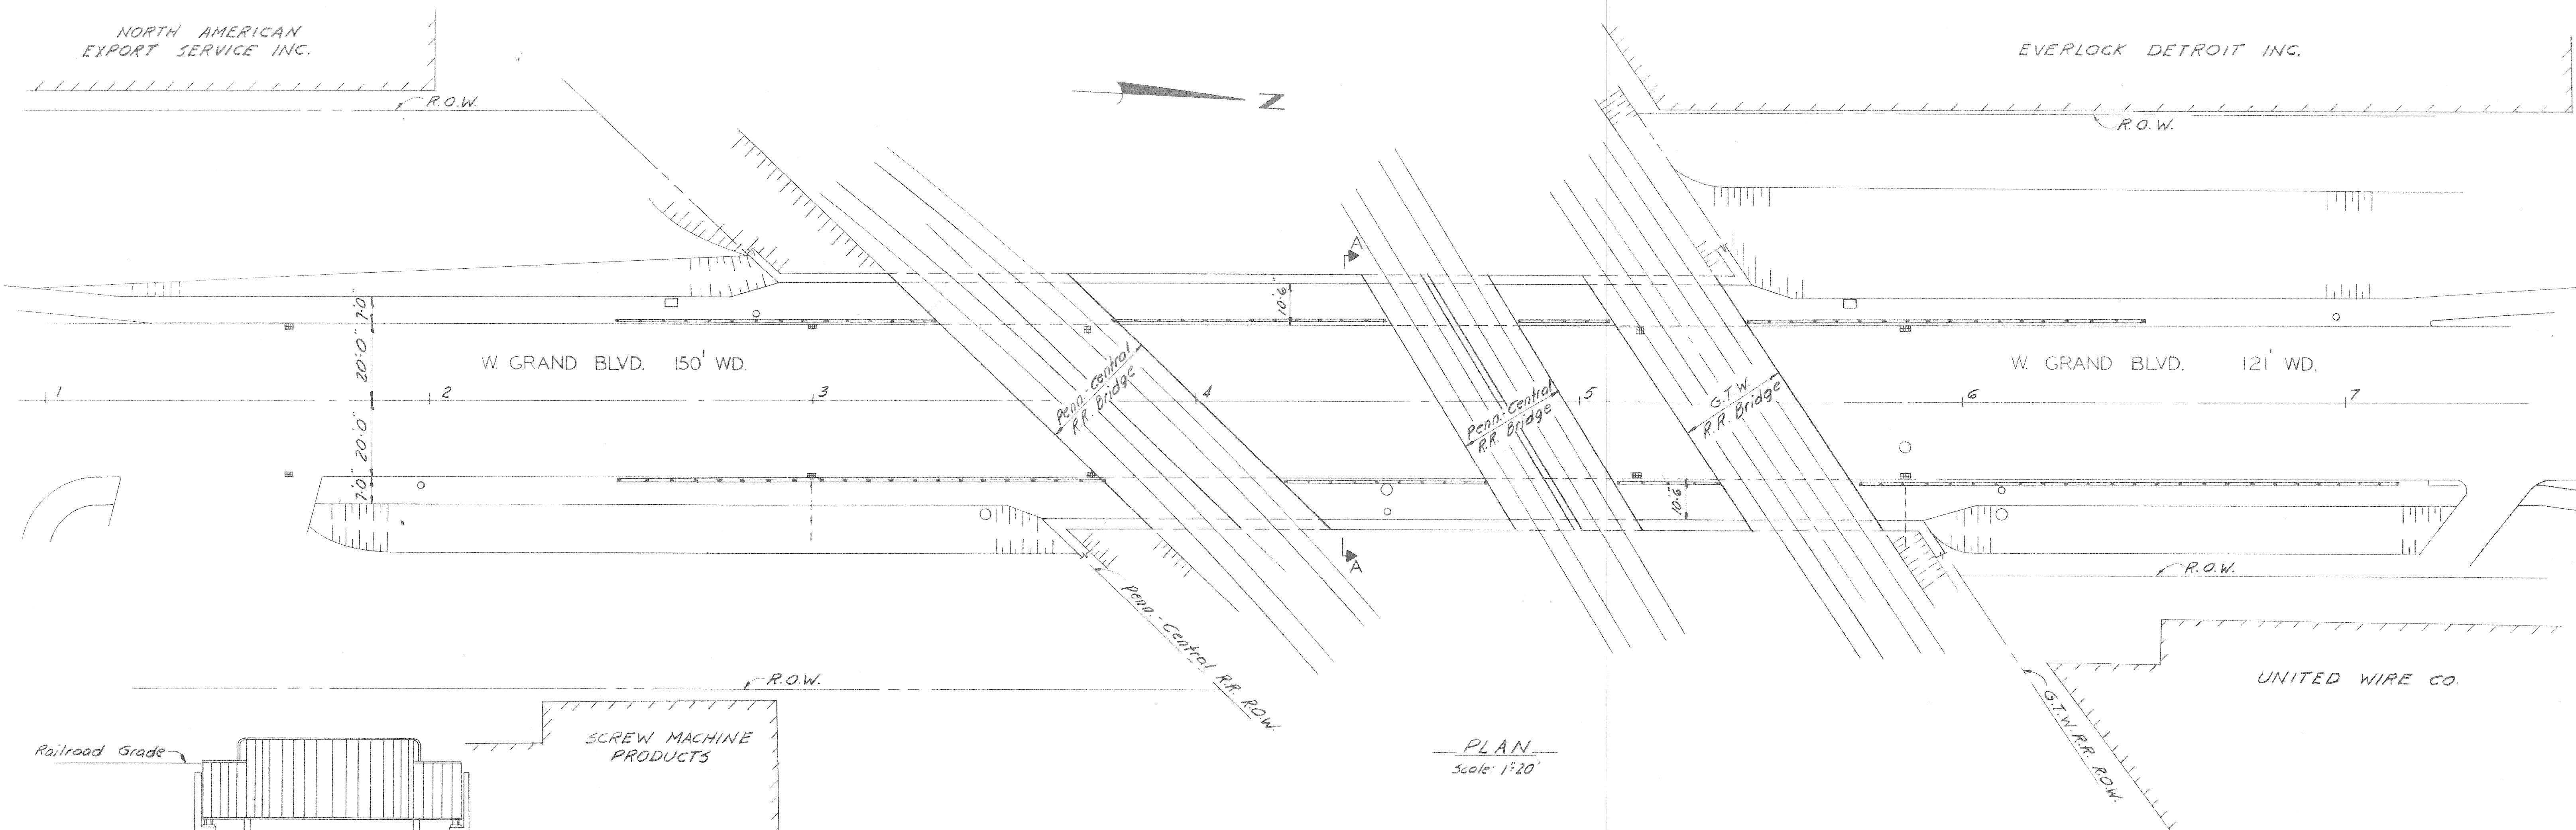 NORTH AMERICAN
EXPORT SERVICE INC.
R.O.W.
N
EVERLOCK DETROIT INC.
R.O.W.
A
7'-0"
10'-6"
20'-0"
W. GRAND BLVD. 150' WD.
W. GRAND BLVD. 121' WD.
1
2
3
4
5
6
7
Penn.-Central
R.R. Bridge
Penn.-Central
R.R. Bridge
G.T.W.
R.R. Bridge
20'-0"
7'-0"
10'-6"
A
Penn.-Central R.R. R.O.W.
R.O.W.
R.O.W.
G.T.W. R.R. R.O.W.
UNITED WIRE CO.
Railroad Grade
SCREW MACHINE
PRODUCTS
PLAN
Scale: 1"=20'